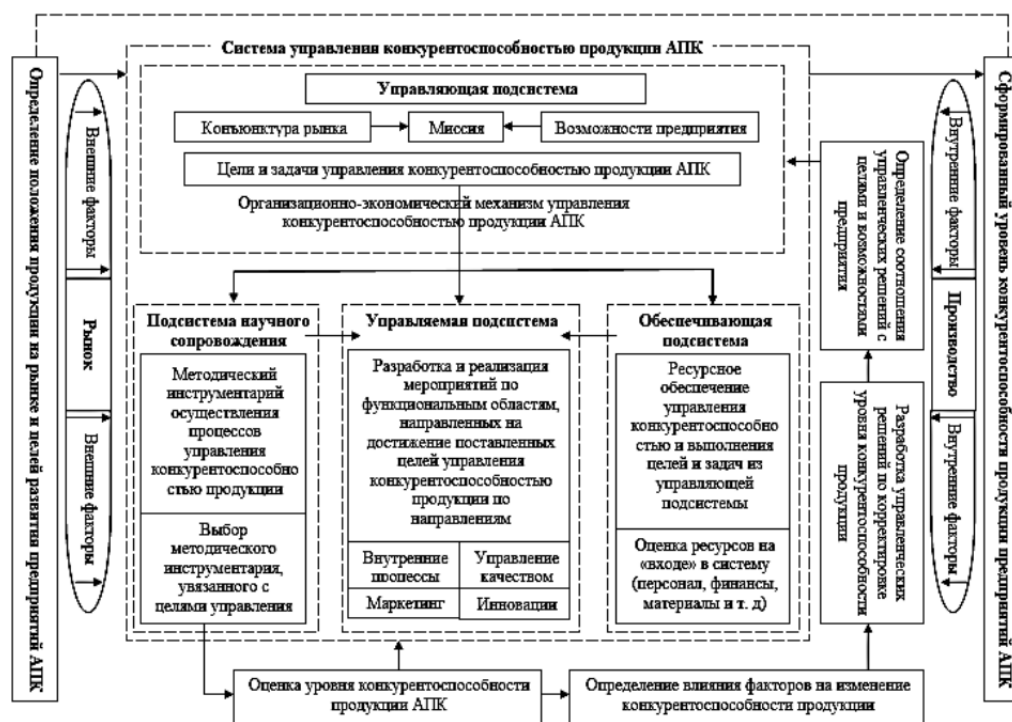 Система управления конкурентоспособностью продукции АПК
Определение положения продукции на рынке и целей развития предприятий АПК
Внешние факторы
Рынок
Внешние факторы
Управляющая подсистема
Конъюнктура рынка
Миссия
Возможности предприятия
Цели и задачи управления конкурентоспособностью продукции АПК
Организационно-экономический механизм управления
конкурентоспособностью продукции АПК
Подсистема научного
сопровождения
Методический
инструментарий
осуществления
процессов
управления
конкурентоспособно
стью продукции
Выбор
методического
инструментария,
увязанного с
целями управления
Управляемая подсистема
Разработка и реализация
мероприятий по
функциональным областям,
направленных на
достижение поставленных
целей управления
конкурентоспособностью
продукции по
направлениям
Внутренние
процессы
Управление
качеством
Маркетинг
Инновации
Обеспечивающая
подсистема
Ресурсное
обеспечение
управления
конкурентоспособно
стью и выполнения
целей и задач из
управляющей
подсистемы
Оценка ресурсов на
«входе» в систему
(персонал, финансы,
материалы и т. д)
Определение соотношения
управленческих решений с
целями и возможностями
предприятия
Разработка управленческих
решений по корректировке
уровня конкурентоспособности
продукции
Внутренние факторы
Производство
Внутренние факторы
Сформированный уровень конкурентоспособности продукции предприятий АПК
Оценка уровня конкурентоспособности
продукции АПК
Определение влияния факторов на изменение
конкурентоспособности продукции